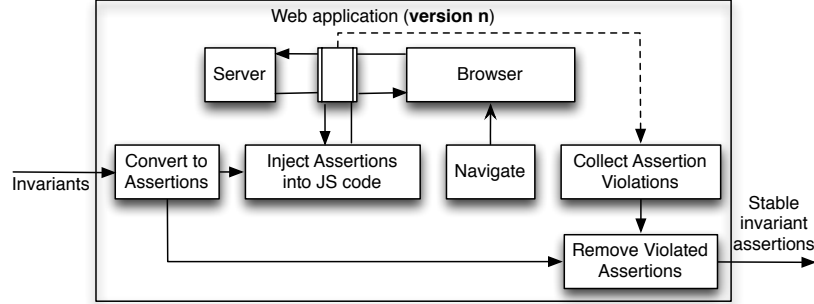 Web application (version n)
Server
Browser
Invariants
Convert to
Assertions
Inject Assertions
into JS code
Navigate
Collect Assertion
Violations
Stable
invariant
assertions
Remove Violated
Assertions